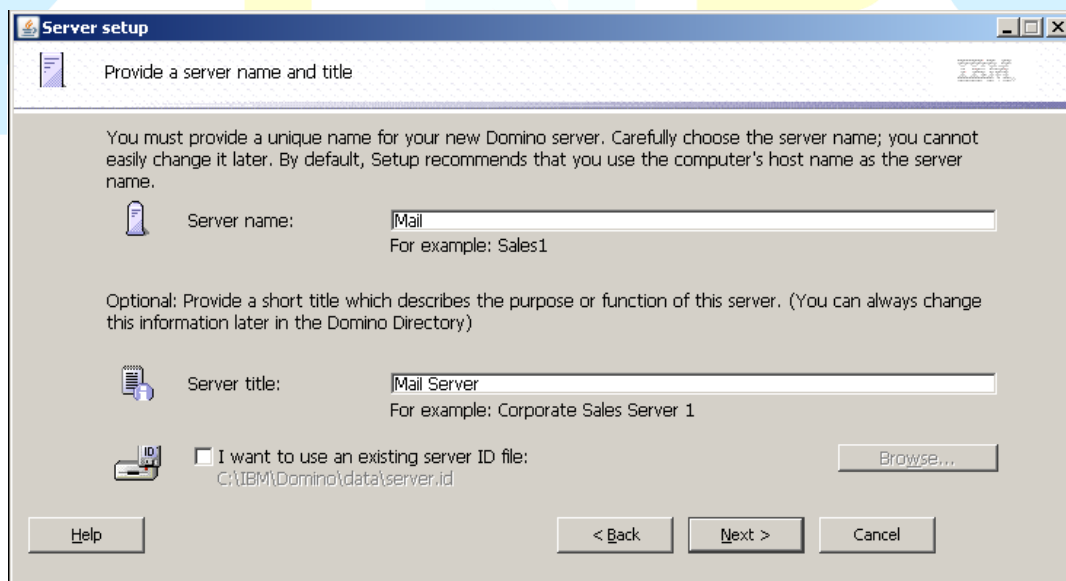 Server setup
Provide a server name and title
IBM
You must provide a unique name for your new Domino server. Carefully choose the server name; you cannot
easily change it later. By default, Setup recommends that you use the computer's host name as the server
name.
Server name:
Mail
For example: Sales1
Optional: Provide a short title which describes the purpose or function of this server. (You can always change
this information later in the Domino Directory)
Server title:
Mail Server
For example: Corporate Sales Server 1
ID
I want to use an existing server ID file:
Browse...
C:\IBM\Domino\data\server.id
Help
< Back
Next >
Cancel